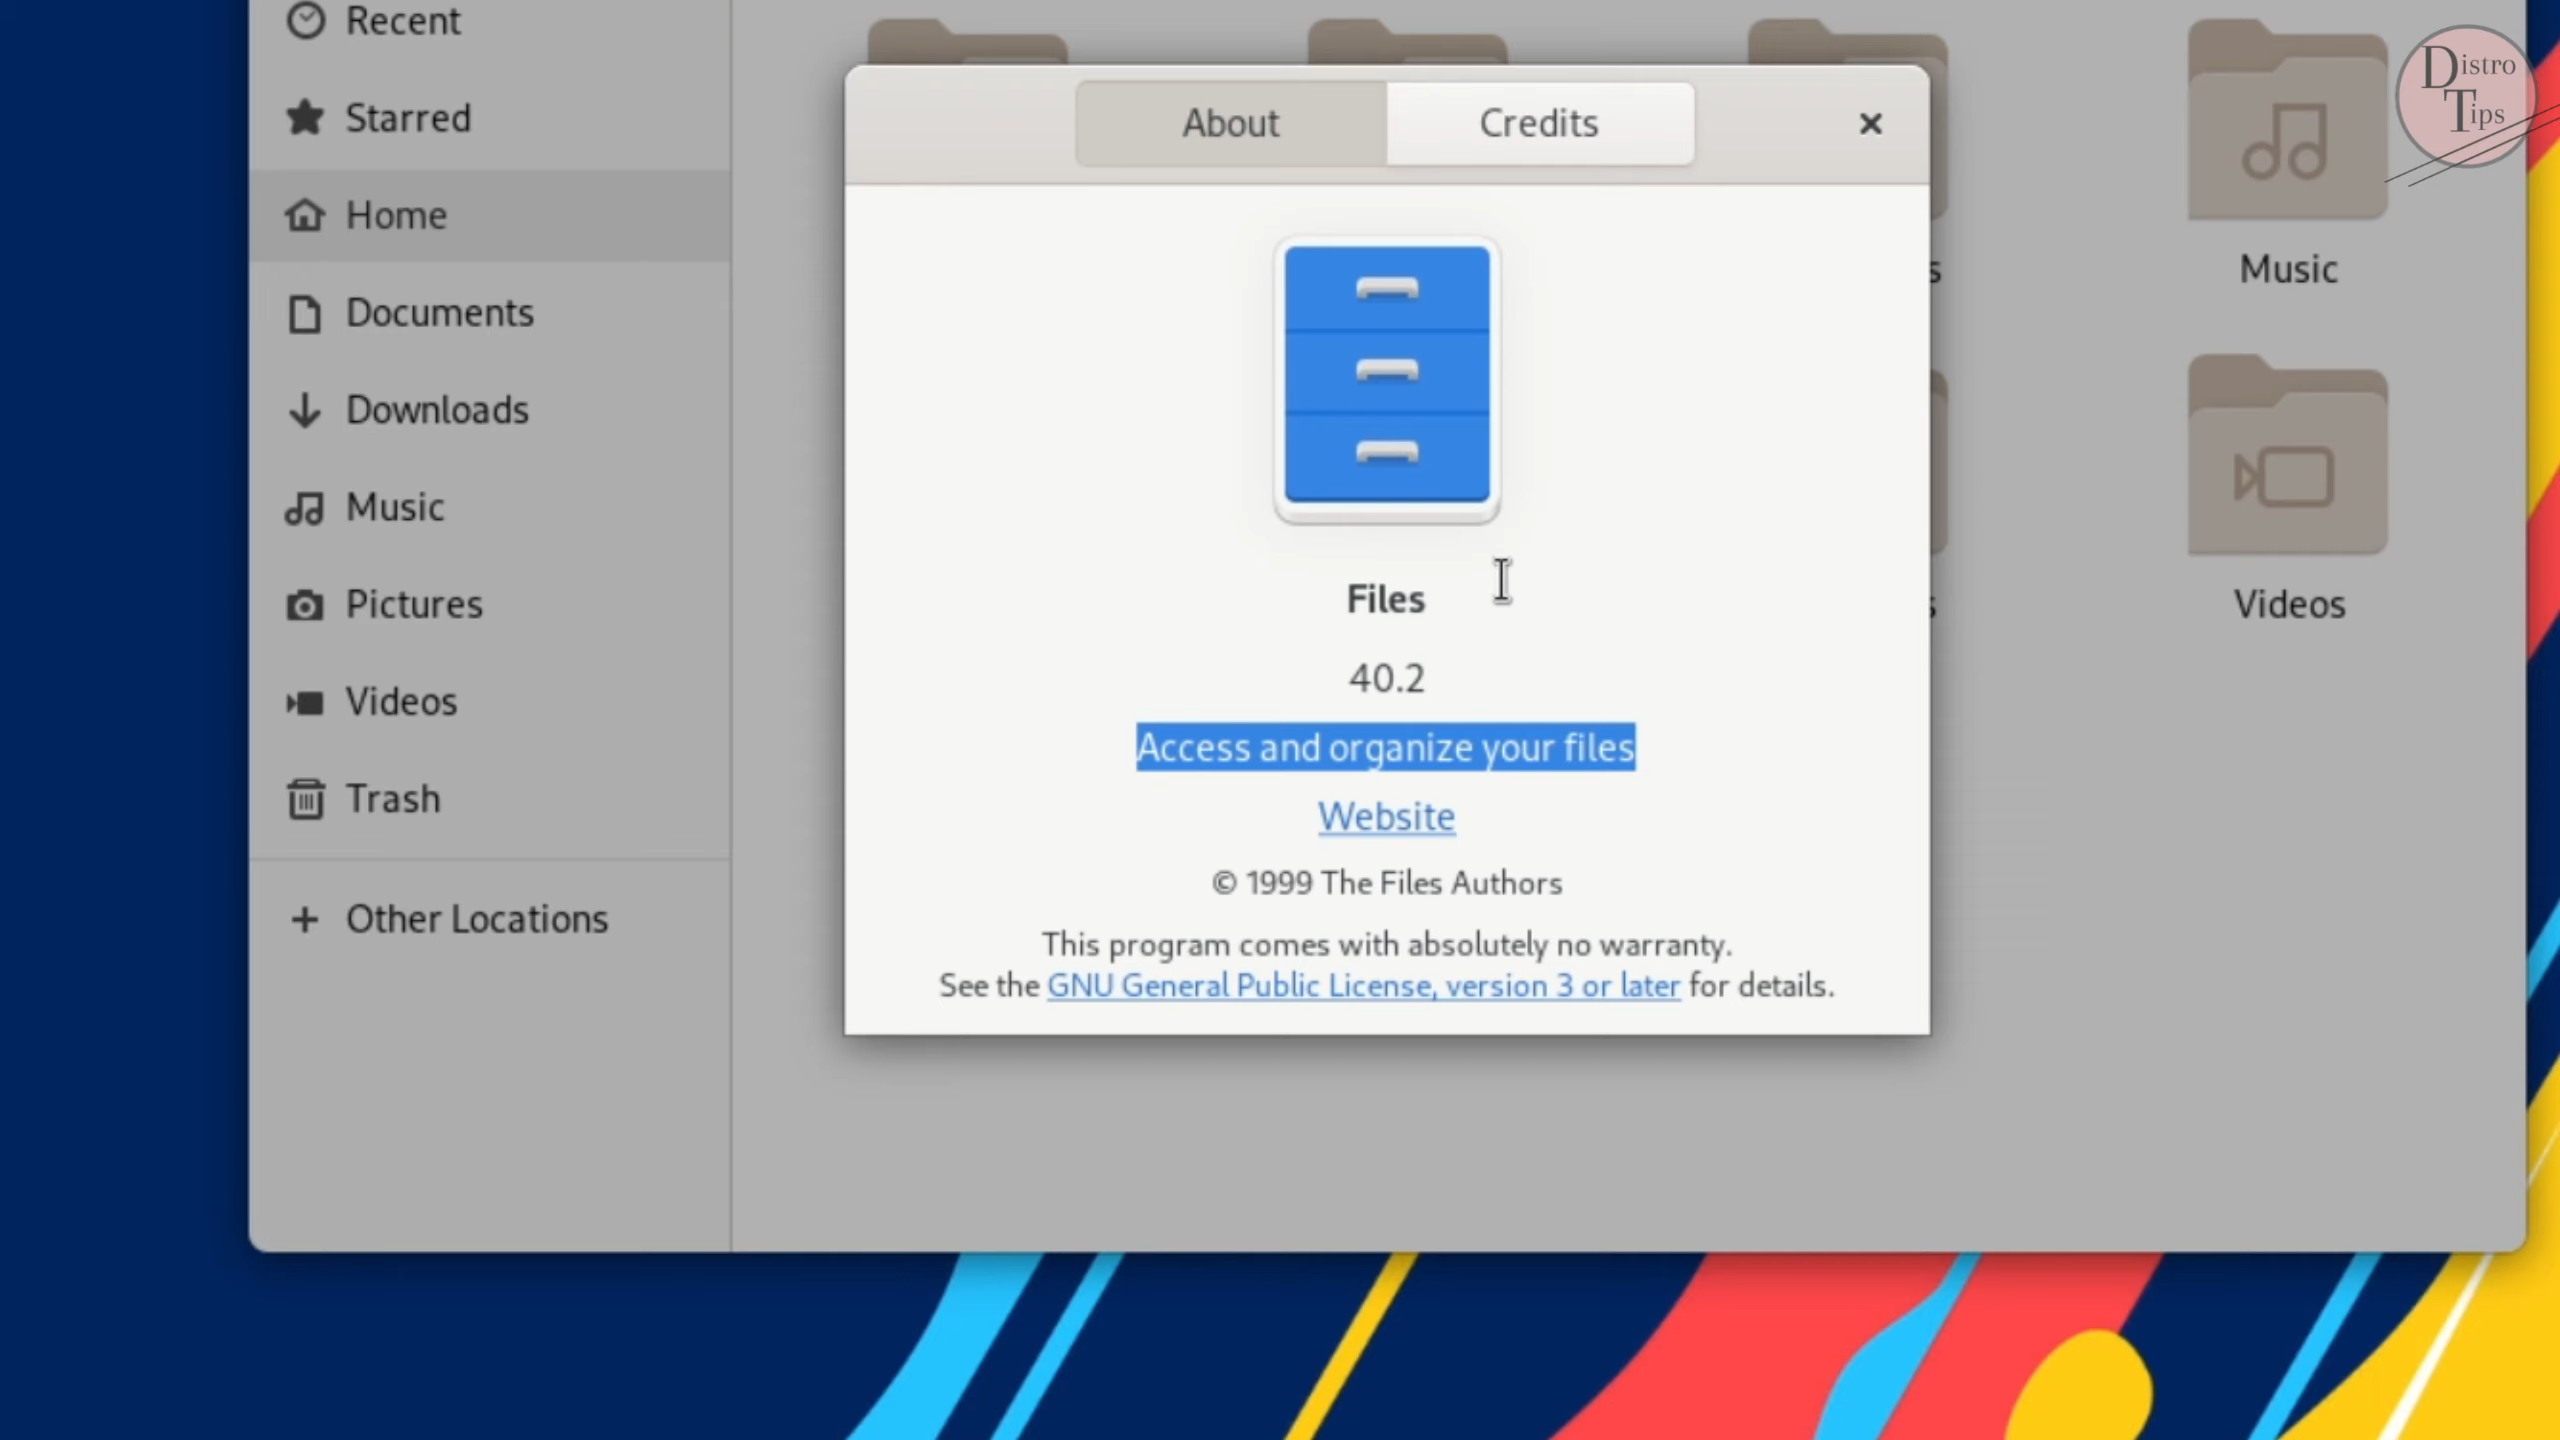 Recent
Starred
Home
Documents
Downloads
Music
Pictures
Videos
Trash
Other Locations
About
Credits
Files
40.2
Access and organize your files
Website
© 1999 The Files Authors
This program comes with absolutely no warranty.
See the GNU General Public License, version 3 or later for details.
s
Music
s
Videos
Distro
Tips